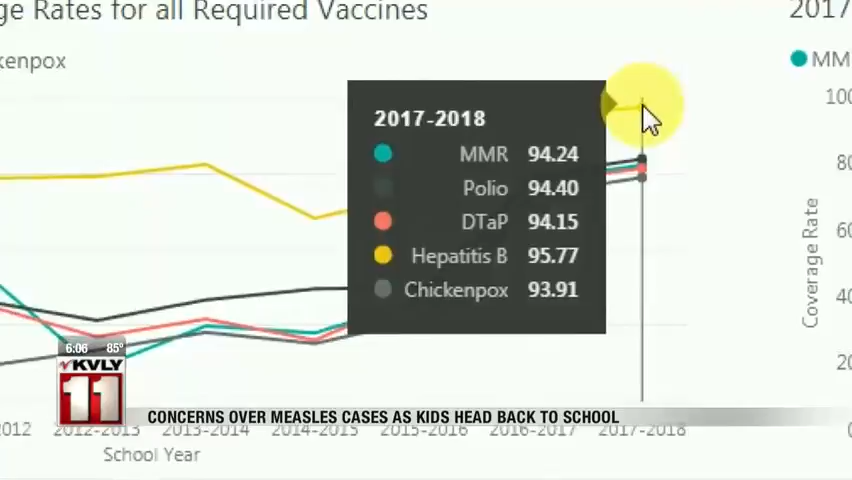 ge Rates for all Required Vaccines
2017
kenpox
MM
2017-2018
MMR 94.24
Polio 94.40
DTaP 94.15
Hepatitis B 95.77
Chickenpox 93.91
100
80
60
40
20
0
Coverage Rate
6:06 85°
KVLY
11
CONCERNS OVER MEASLES CASES AS KIDS HEAD BACK TO SCHOOL
2012 2012-2013 2013-2014 2014-2015 2015-2016 2016-2017 2017-2018
School Year